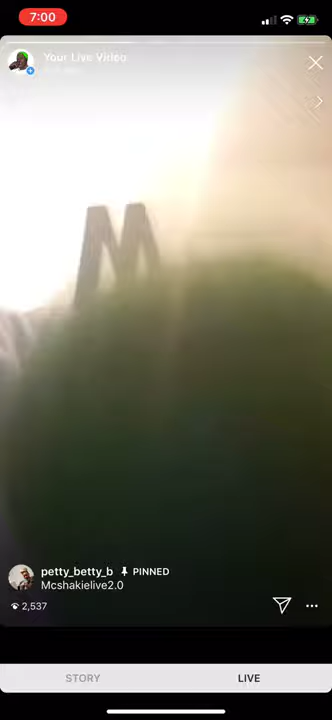 7:00
Your Live Video
M
petty_betty_b PINNED
Mcshakielive2.0
2,537
STORY LIVE